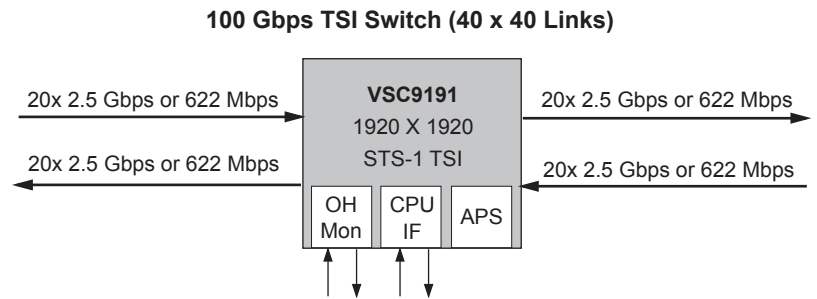 100 Gbps TSI Switch (40 x 40 Links)
20x 2.5 Gbps or 622 Mbps
VSC9191
20x 2.5 Gbps or 622 Mbps
1920 X 1920
STS-1 TSI
20x 2.5 Gbps or 622 Mbps
20x 2.5 Gbps or 622 Mbps
OH
Mon
CPU
IF
APS